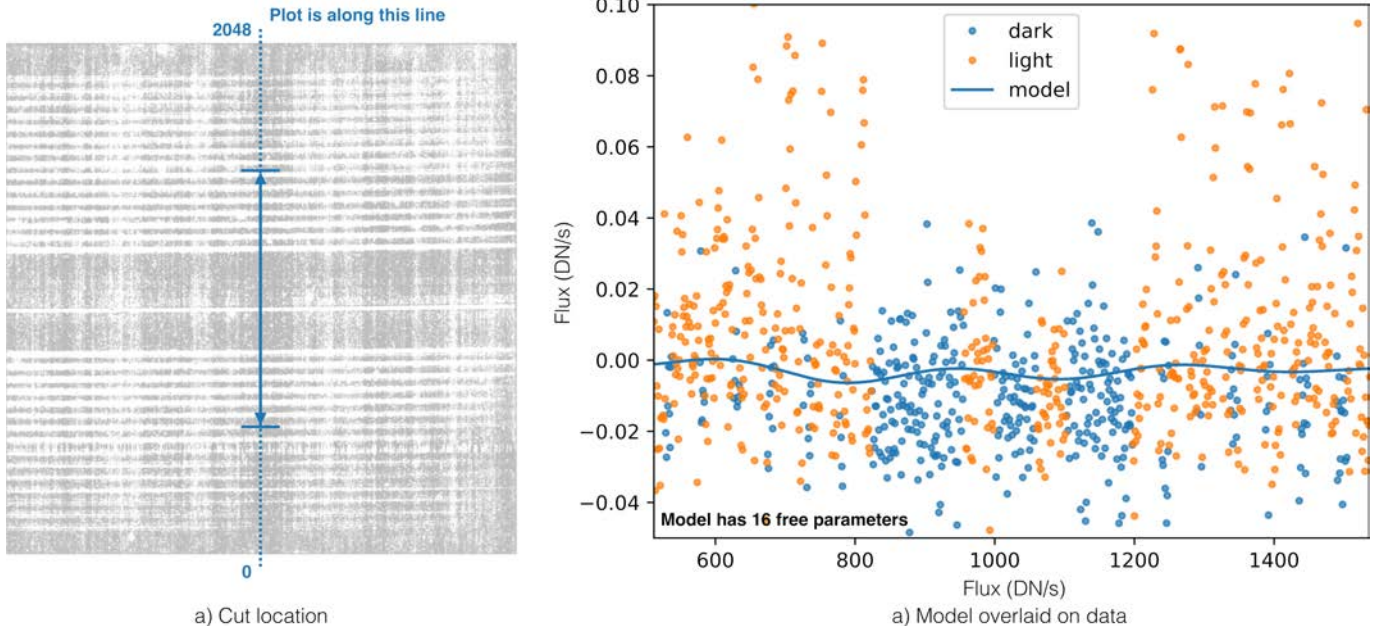 Plot is along this line
2048
0
a) Cut location
0.10
0.08
0.06
0.04
0.02
0.00
−0.02
−0.04
Flux (DN/s)
dark
light
model
Model has 16 free parameters
600
800
1000
1200
1400
Flux (DN/s)
a) Model overlaid on data